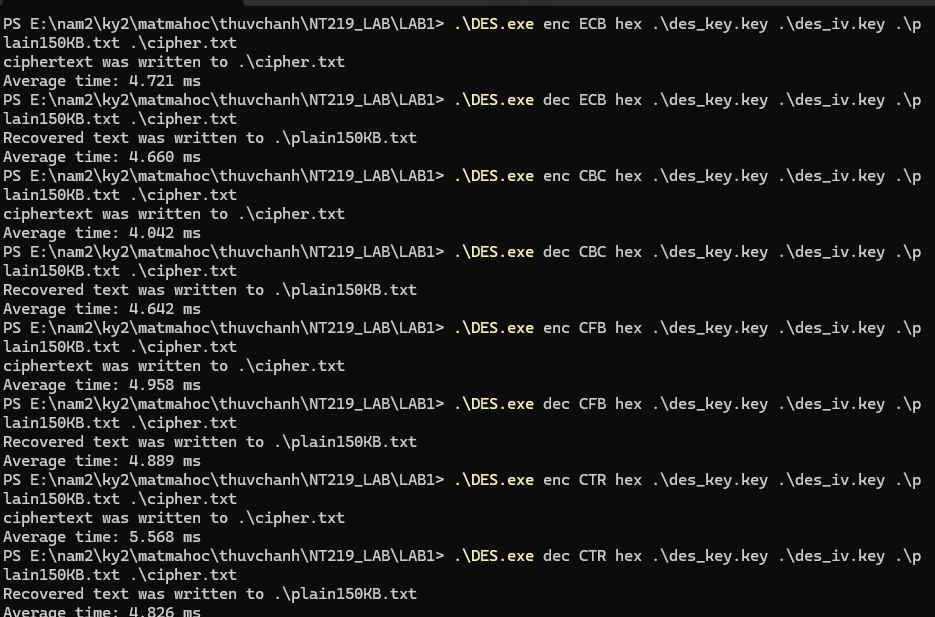 PS E:\nam2\ky2\matmahoc\thuvchanh\NT219_LAB\LAB1> .\DES.exe enc ECB hex .\des_key.key .\des_iv.key .\p
lain150KB.txt .\cipher.txt
ciphertext was written to .\cipher.txt
Average time: 4.721 ms
PS E:\nam2\ky2\matmahoc\thuvchanh\NT219_LAB\LAB1> .\DES.exe dec ECB hex .\des_key.key .\des_iv.key .\p
lain150KB.txt .\cipher.txt
Recovered text was written to .\plain150KB.txt
Average time: 4.660 ms
PS E:\nam2\ky2\matmahoc\thuvchanh\NT219_LAB\LAB1> .\DES.exe enc CBC hex .\des_key.key .\des_iv.key .\p
lain150KB.txt .\cipher.txt
ciphertext was written to .\cipher.txt
Average time: 4.042 ms
PS E:\nam2\ky2\matmahoc\thuvchanh\NT219_LAB\LAB1> .\DES.exe dec CBC hex .\des_key.key .\des_iv.key .\p
lain150KB.txt .\cipher.txt
Recovered text was written to .\plain150KB.txt
Average time: 4.642 ms
PS E:\nam2\ky2\matmahoc\thuvchanh\NT219_LAB\LAB1> .\DES.exe enc CFB hex .\des_key.key .\des_iv.key .\p
lain150KB.txt .\cipher.txt
ciphertext was written to .\cipher.txt
Average time: 4.958 ms
PS E:\nam2\ky2\matmahoc\thuvchanh\NT219_LAB\LAB1> .\DES.exe dec CFB hex .\des_key.key .\des_iv.key .\p
lain150KB.txt .\cipher.txt
Recovered text was written to .\plain150KB.txt
Average time: 4.889 ms
PS E:\nam2\ky2\matmahoc\thuvchanh\NT219_LAB\LAB1> .\DES.exe enc CTR hex .\des_key.key .\des_iv.key .\p
lain150KB.txt .\cipher.txt
ciphertext was written to .\cipher.txt
Average time: 5.568 ms
PS E:\nam2\ky2\matmahoc\thuvchanh\NT219_LAB\LAB1> .\DES.exe dec CTR hex .\des_key.key .\des_iv.key .\p
lain150KB.txt .\cipher.txt
Recovered text was written to .\plain150KB.txt
Average time: 4.826 ms